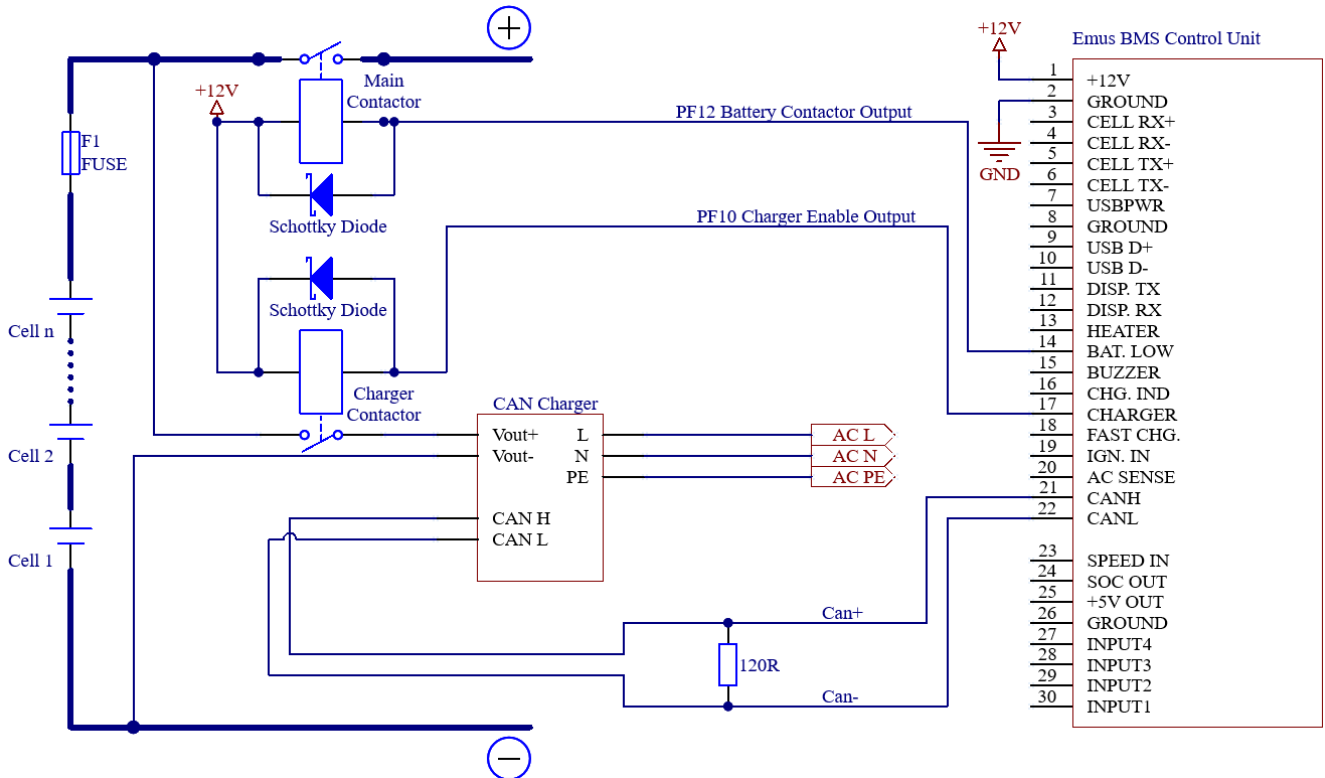 +12V
Emus BMS Control Unit
Main
Contactor
+12V
PF12 Battery Contactor Output
F1
FUSE
GND
Schottky Diode
PF10 Charger Enable Output
Schottky Diode
Cell n
Charger
Contactor
CAN Charger
Vout+ L
Vout- N
PE
CAN H
CAN L
AC L
AC N
AC PE
Cell 2
Cell 1
Can+
120R
Can-
1 +12V
2 GROUND
3 CELL RX+
4 CELL RX-
5 CELL TX+
6 CELL TX-
7 USBPWR
8 GROUND
9 USB D+
10 USB D-
11 DISP. TX
12 DISP. RX
13 HEATER
14 BAT. LOW
15 BUZZER
16 CHG. IND
17 CHARGER
18 FAST CHG.
19 IGN. IN
20 AC SENSE
21 CANH
22 CANL
23 SPEED IN
24 SOC OUT
25 +5V OUT
26 GROUND
27 INPUT4
28 INPUT3
29 INPUT2
30 INPUT1